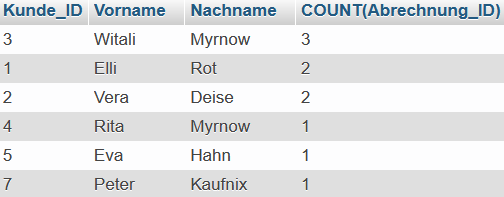 Kunde_ID Vorname Nachname COUNT(Abrechnung_ID)
3 Witali Myrnow 3
1 Elli Rot 2
2 Vera Deise 2
4 Rita Myrnow 1
5 Eva Hahn 1
7 Peter Kaufnix 1